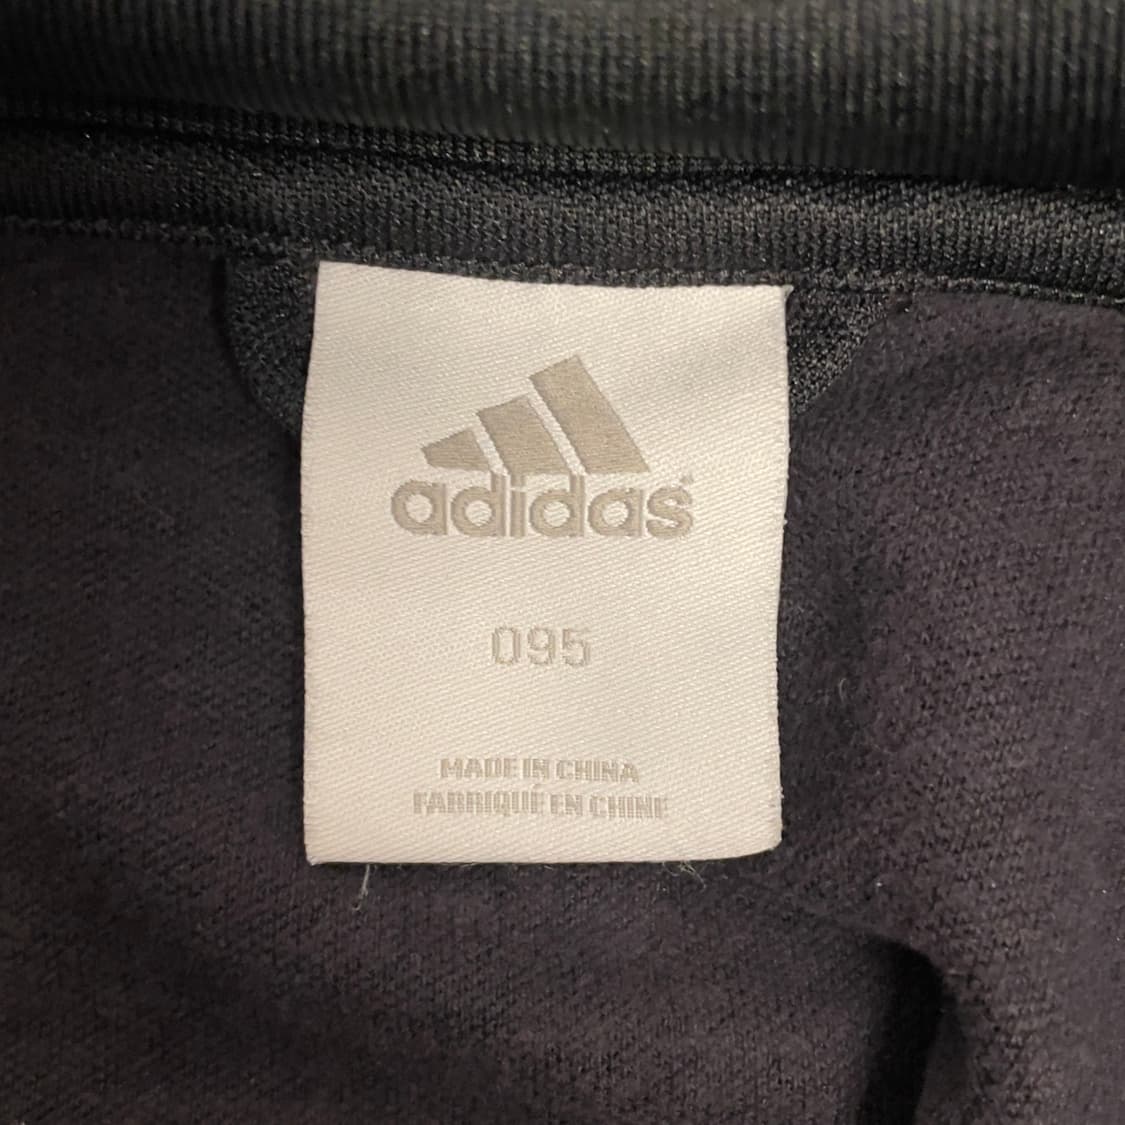 adidas
095
MADE IN CHINA
FABRIQUÉ EN CHINE